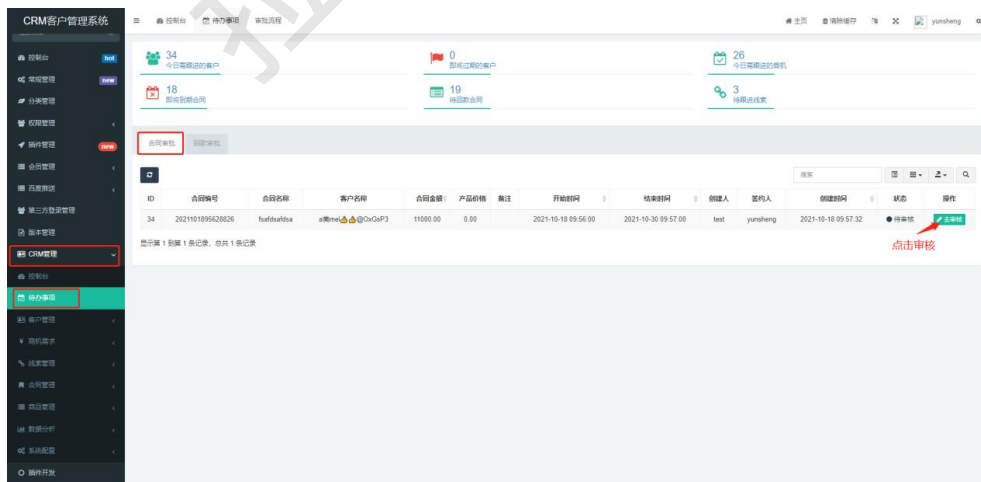 CRM客户管理系统
控制台
待办事项
审批流程
主页
清除缓存
yunsheng
控制台 hot
常规管理 new
分类管理
权限管理
插件管理 new
会员管理
百度推送
第三方登录管理
版本管理
CRM管理
控制台
待办事项
客户管理
商机需求
线索管理
合同管理
商品管理
数据分析
系统配置
插件开发
34
今日需跟进的客户
0
即将过期的客户
26
今日需跟进的商机
18
即将到期合同
19
待回款合同
3
待跟进线索
合同审批 回款审批
搜索
ID 合同编号 合同名称 客户名称 合同金额 产品价格 备注 开始时间 结束时间 创建人 签约人 创建时间 状态 操作
34 2021101895628826 fsafdsafdsa 11000.00 0.00 2021-10-18 09:56:00 2021-10-30 09:57:00 test yunsheng 2021-10-18 09:57:32 待审核 去审核
显示第 1 到第 1 条记录，总共 1 条记录
点击审核